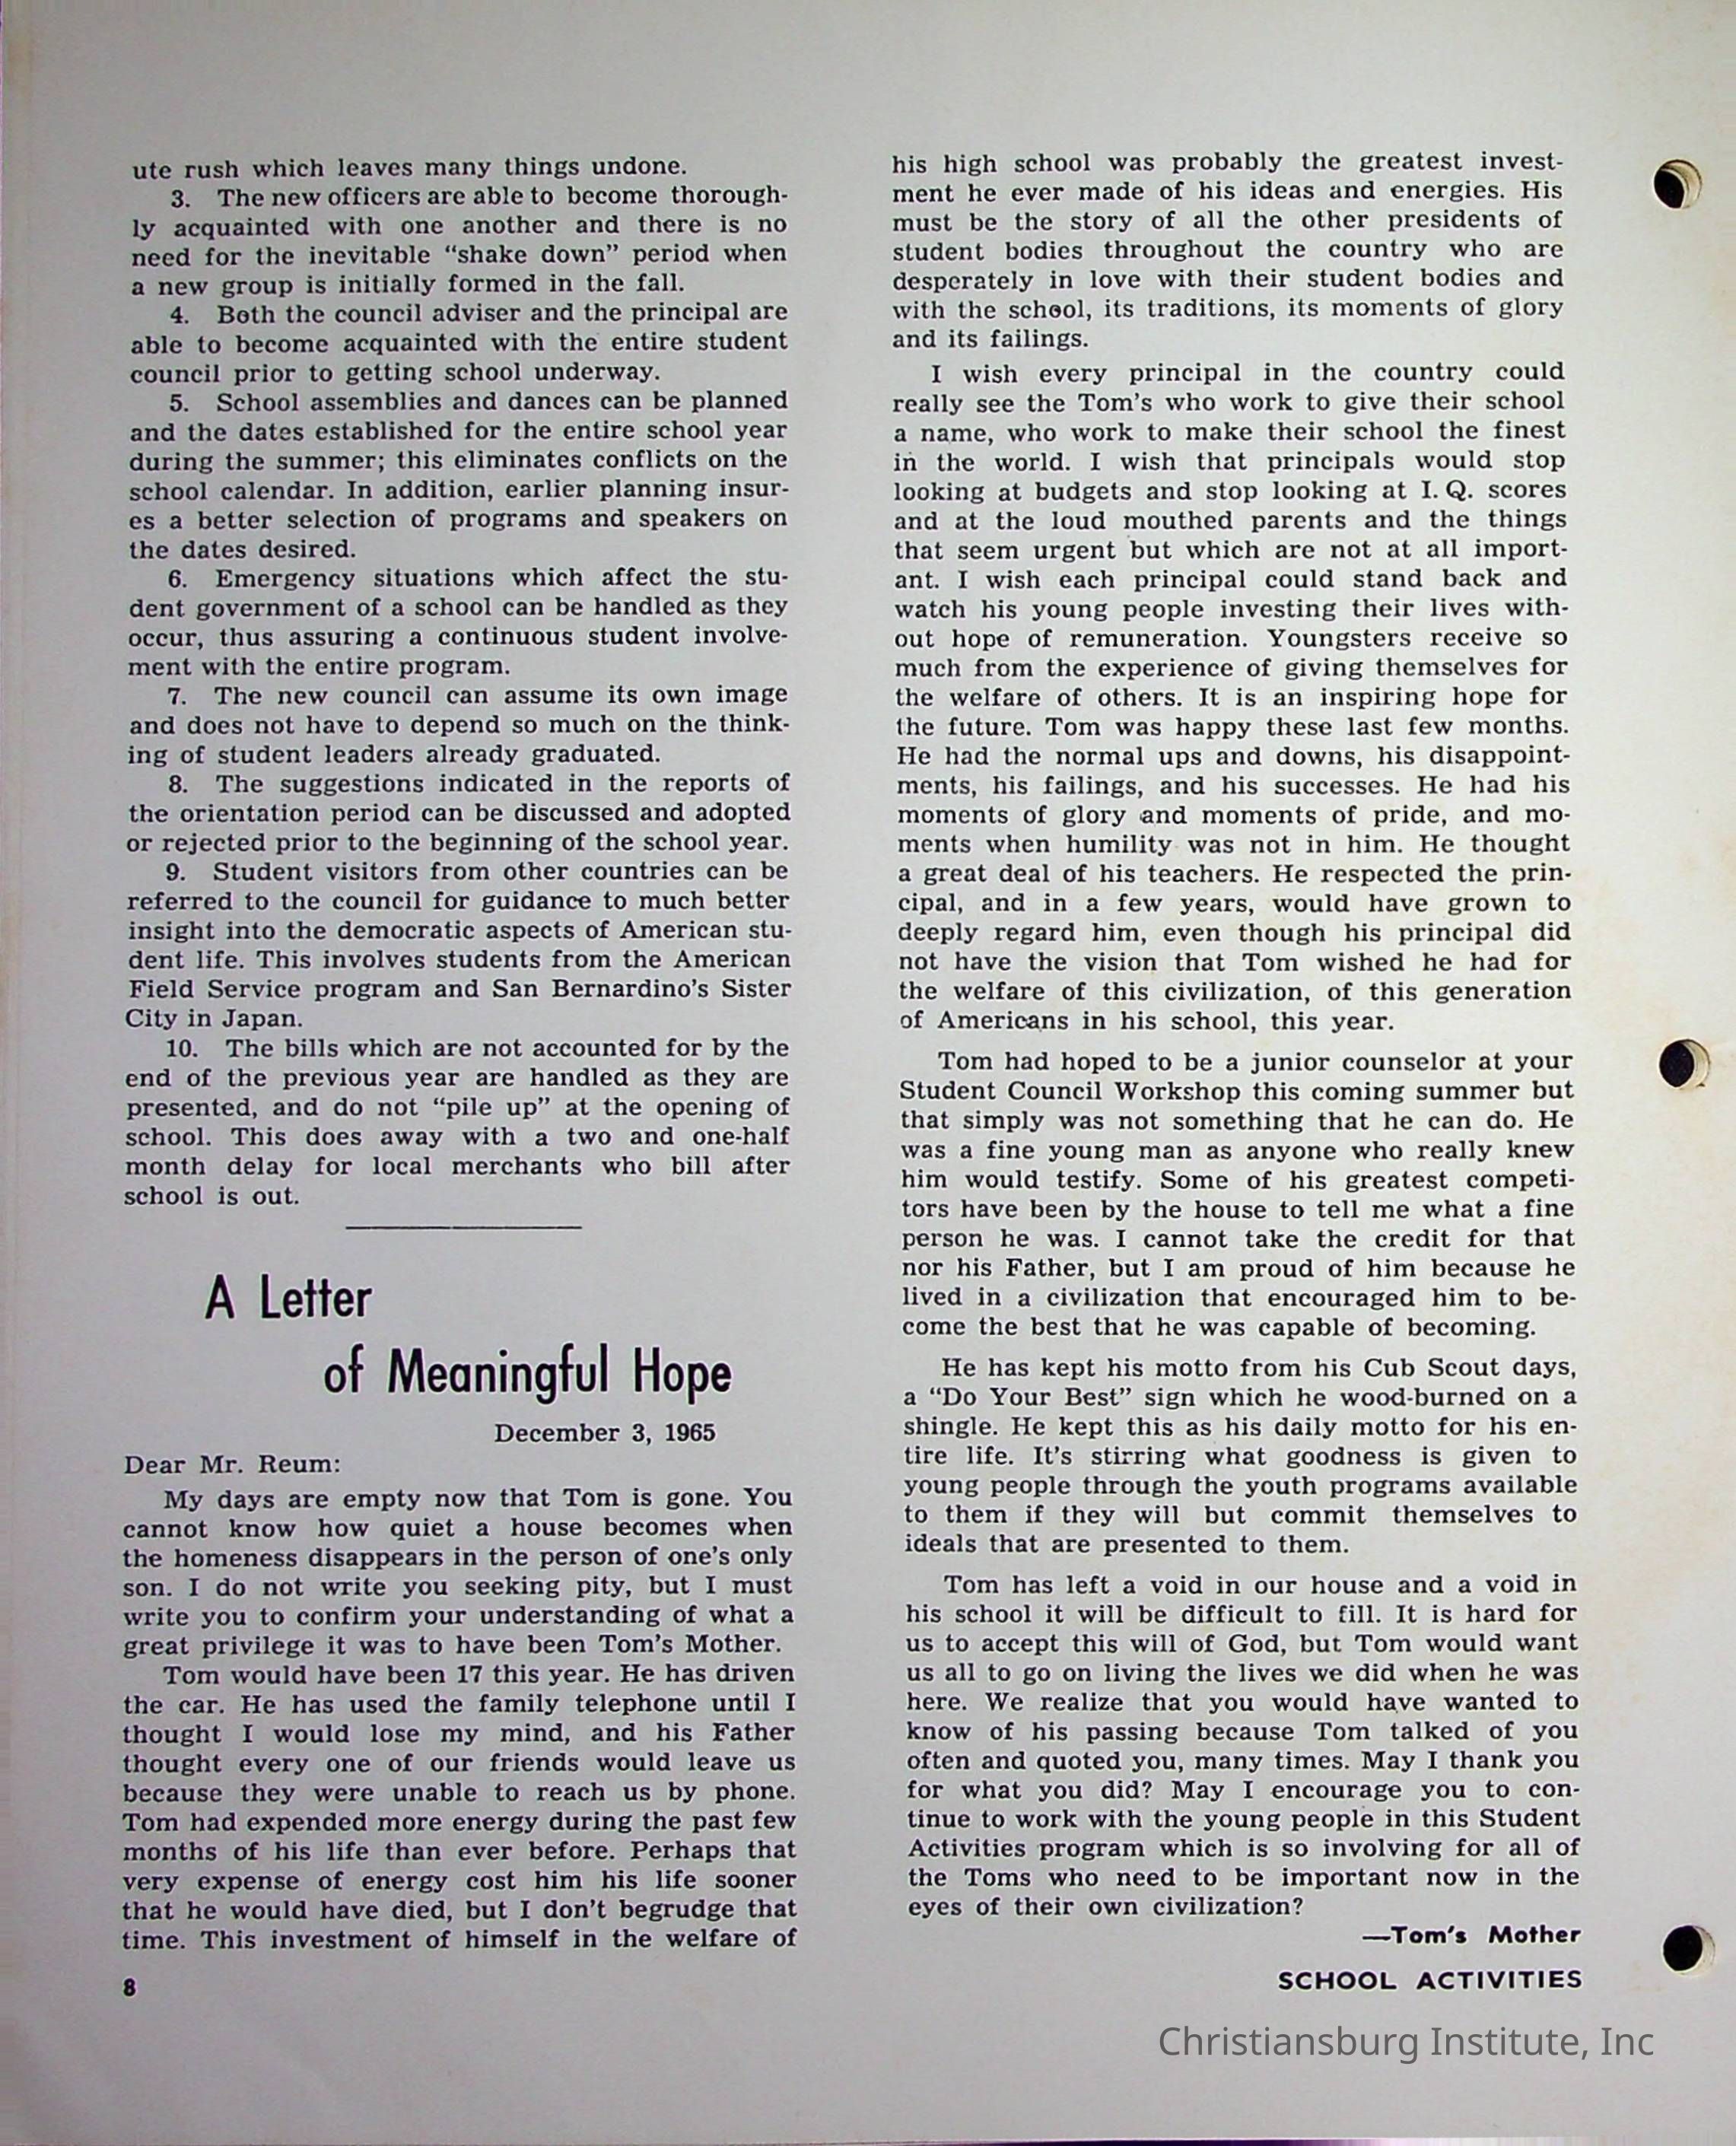 ute rush which leaves many things undone.
3. The new officers are able to become thorough-
ly acquainted with one another and there is no
need for the inevitable “shake down” period when
a new group is initially formed in the fall.
4. Both the council adviser and the principal are
able to become acquainted with the entire student
council prior to getting school underway.
5. School assemblies and dances can be planned
and the dates established for the entire school year
during the summer; this eliminates conflicts on the
school calendar. In addition, earlier planning insur-
es a better selection of programs and speakers on
the dates desired.
6. Emergency situations which affect the stu-
dent government of a school can be handled as they
occur, thus assuring a continuous student involve-
ment with the entire program.
7. The new council can assume its own image
and does not have to depend so much on the think-
ing of student leaders already graduated.
8. The suggestions indicated in the reports of
the orientation period can be discussed and adopted
or rejected prior to the beginning of the school year.
9. Student visitors from other countries can be
referred to the council for guidance to much better
insight into the democratic aspects of American stu-
dent life. This involves students from the American
Field Service program and San Bernardino’s Sister
City in Japan.
10. The bills which are not accounted for by the
end of the previous year are handled as they are
presented, and do not “pile up” at the opening of
school. This does away with a two and one-half
month delay for local merchants who bill after
school is out.
A Letter
of Meaningful Hope
December 3, 1965
Dear Mr. Reum:
My days are empty now that Tom is gone. You
cannot know how quiet a house becomes when
the homeness disappears in the person of one’s only
son. I do not write you seeking pity, but I must
write you to confirm your understanding of what a
great privilege it was to have been Tom’s Mother.
Tom would have been 17 this year. He has driven
the car. He has used the family telephone until I
thought I would lose my mind, and his Father
thought every one of our friends would leave us
because they were unable to reach us by phone.
Tom had expended more energy during the past few
months of his life than ever before. Perhaps that
very expense of energy cost him his life sooner
that he would have died, but I don’t begrudge that
time. This investment of himself in the welfare of
his high school was probably the greatest invest-
ment he ever made of his ideas and energies. His
must be the story of all the other presidents of
student bodies throughout the country who are
desperately in love with their student bodies and
with the school, its traditions, its moments of glory
and its failings.
I wish every principal in the country could
really see the Tom’s who work to give their school
a name, who work to make their school the finest
in the world. I wish that principals would stop
looking at budgets and stop looking at I. Q. scores
and at the loud mouthed parents and the things
that seem urgent but which are not at all import-
ant. I wish each principal could stand back and
watch his young people investing their lives with-
out hope of remuneration. Youngsters receive so
much from the experience of giving themselves for
the welfare of others. It is an inspiring hope for
the future. Tom was happy these last few months.
He had the normal ups and downs, his disappoint-
ments, his failings, and his successes. He had his
moments of glory and moments of pride, and mo-
ments when humility was not in him. He thought
a great deal of his teachers. He respected the prin-
cipal, and in a few years, would have grown to
deeply regard him, even though his principal did
not have the vision that Tom wished he had for
the welfare of this civilization, of this generation
of Americans in his school, this year.
Tom had hoped to be a junior counselor at your
Student Council Workshop this coming summer but
that simply was not something that he can do. He
was a fine young man as anyone who really knew
him would testify. Some of his greatest competi-
tors have been by the house to tell me what a fine
person he was. I cannot take the credit for that
nor his Father, but I am proud of him because he
lived in a civilization that encouraged him to be-
come the best that he was capable of becoming.
He has kept his motto from his Cub Scout days,
a “Do Your Best” sign which he wood-burned on a
shingle. He kept this as his daily motto for his en-
tire life. It’s stirring what goodness is given to
young people through the youth programs available
to them if they will but commit themselves to
ideals that are presented to them.
Tom has left a void in our house and a void in
his school it will be difficult to fill. It is hard for
us to accept this will of God, but Tom would want
us all to go on living the lives we did when he was
here. We realize that you would have wanted to
know of his passing because Tom talked of you
often and quoted you, many times. May I thank you
for what you did? May I encourage you to con-
tinue to work with the young people in this Student
Activities program which is so involving for all of
the Toms who need to be important now in the
eyes of their own civilization?
—Tom’s Mother
8
SCHOOL ACTIVITIES
Christiansburg Institute, Inc